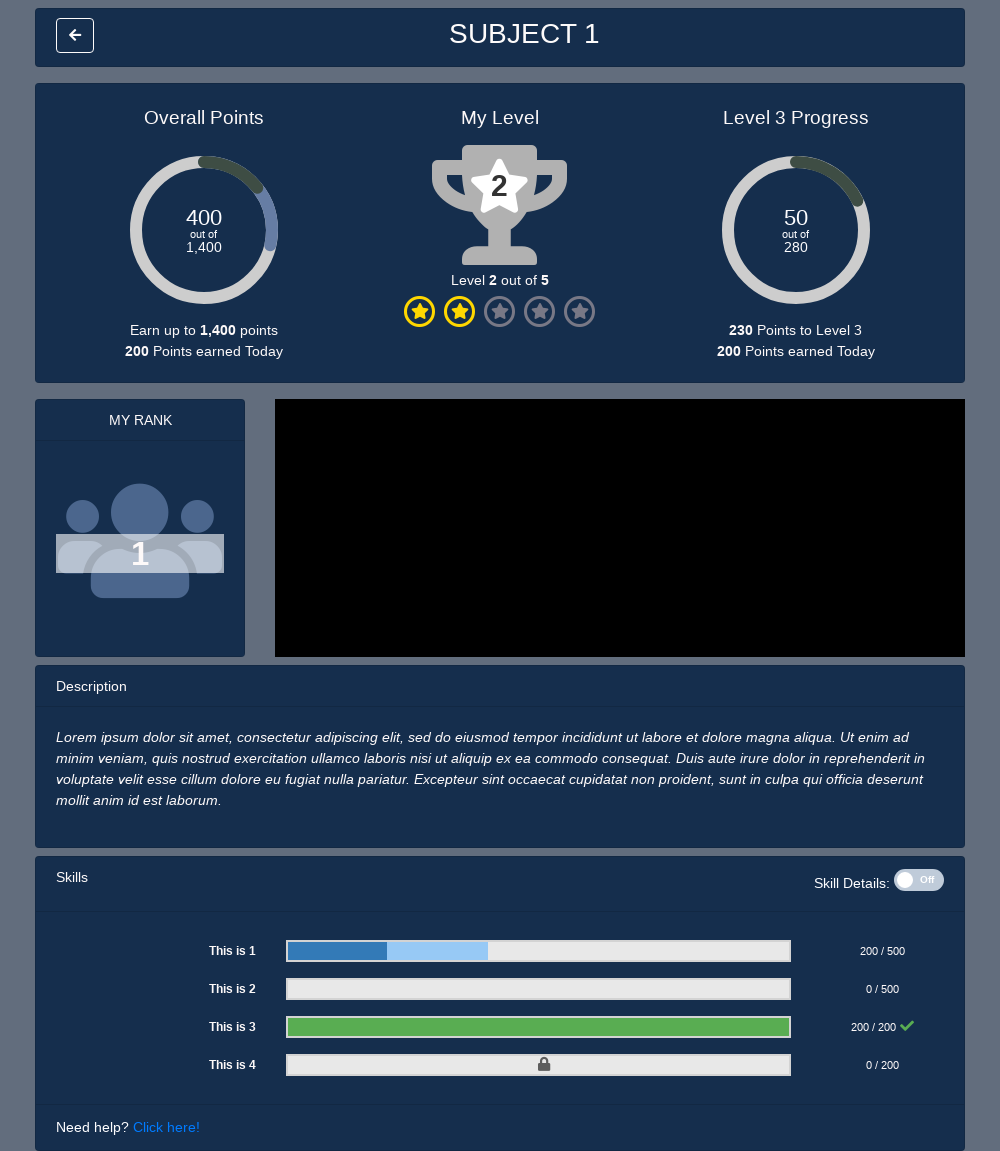 SUBJECT 1
Overall Points
My Level
Level 3 Progress
400
out of
1,400
2
50
out of
280
Level 2 out of 5
Earn up to 1,400 points
200 Points earned Today
230 Points to Level 3
200 Points earned Today
MY RANK
1
Description
Lorem ipsum dolor sit amet, consectetur adipiscing elit, sed do eiusmod tempor incididunt ut labore et dolore magna aliqua. Ut enim ad
minim veniam, quis nostrud exercitation ullamco laboris nisi ut aliquip ex ea commodo consequat. Duis aute irure dolor in reprehenderit in
voluptate velit esse cillum dolore eu fugiat nulla pariatur. Excepteur sint occaecat cupidatat non proident, sunt in culpa qui officia deserunt
mollit anim id est laborum.
Skills
Skill Details: Off
This is 1 200 / 500
This is 2 0 / 500
This is 3 200 / 200
This is 4 0 / 200
Need help? Click here!